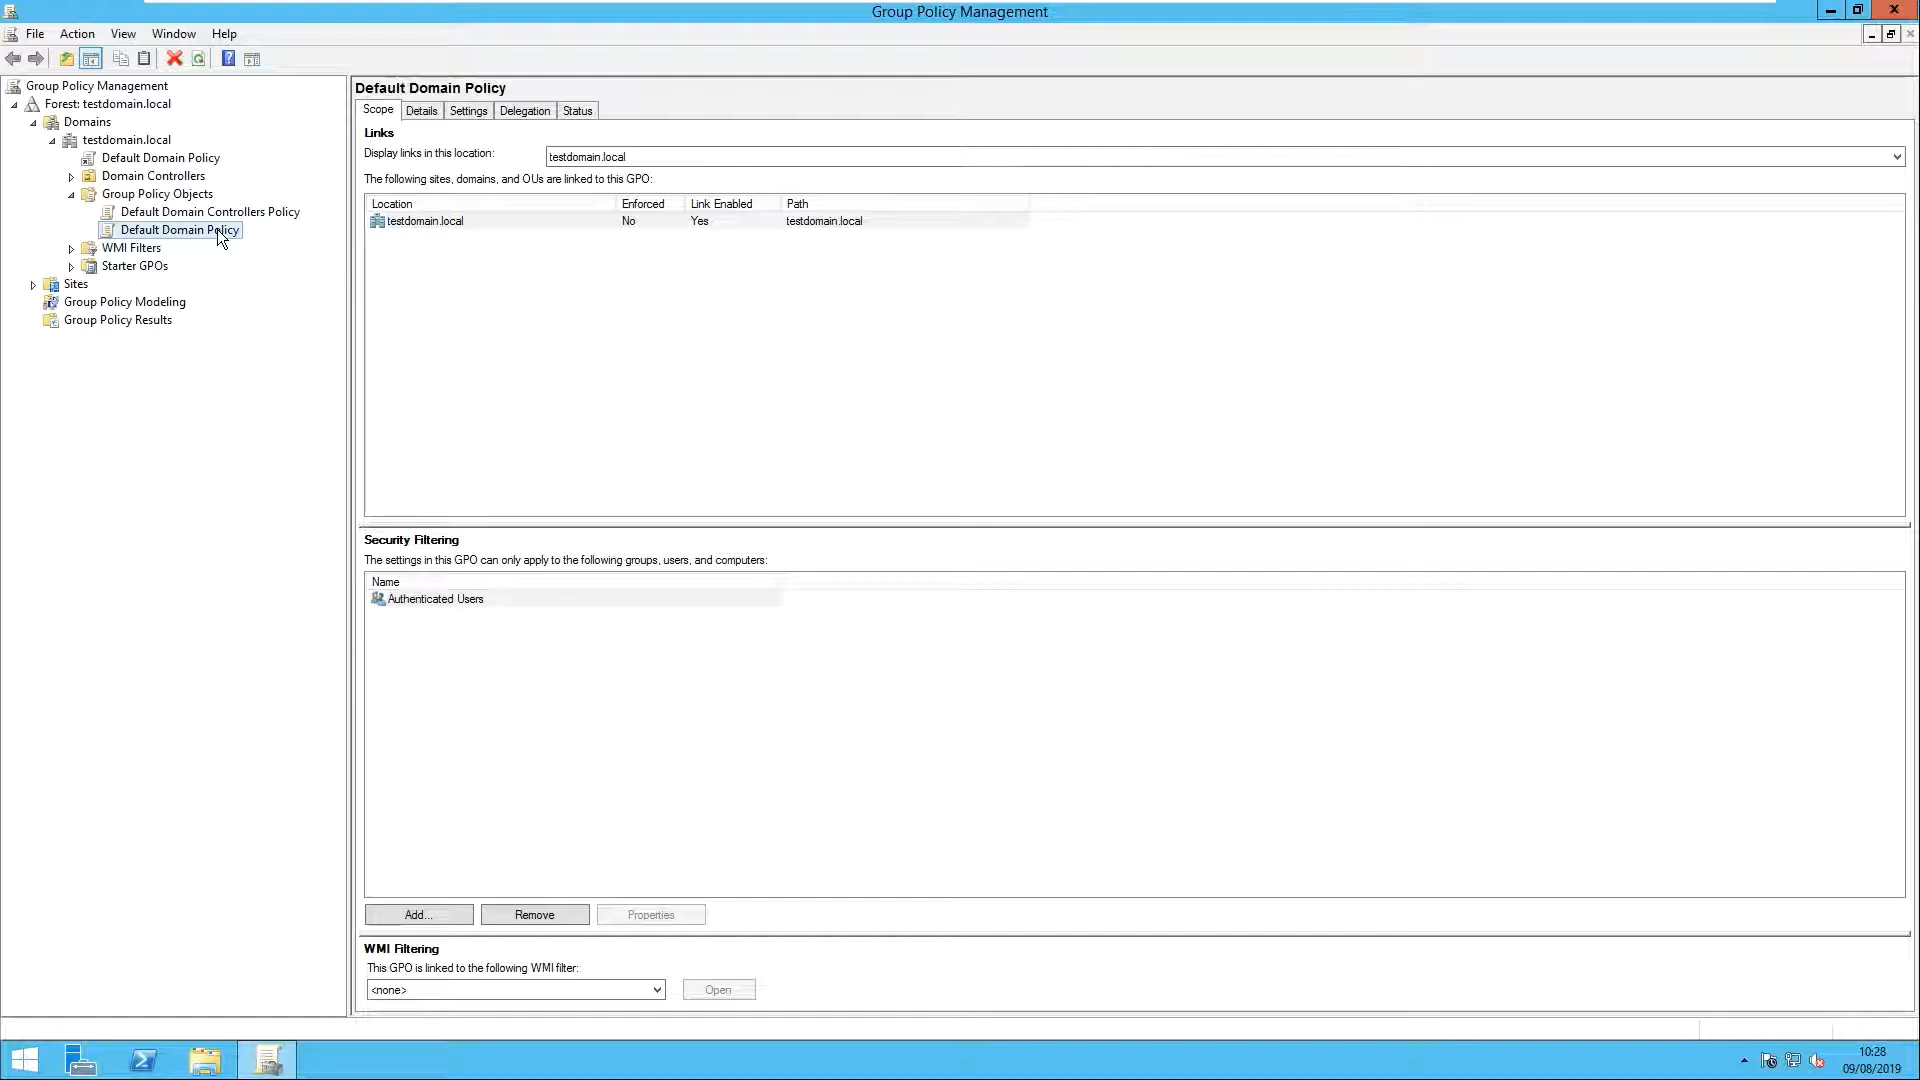 Group Policy Management
File Action View Window Help
Group Policy Management
Forest: testdomain.local
Domains
testdomain.local
Default Domain Policy
Domain Controllers
Group Policy Objects
Default Domain Controllers Policy
Default Domain Policy
WMI Filters
Starter GPOs
Sites
Group Policy Modeling
Group Policy Results
Default Domain Policy
Scope Details Settings Delegation Status
Links
Display links in this location: testdomain.local
The following sites, domains, and OUs are linked to this GPO:
Location Enforced Link Enabled Path
testdomain.local No Yes testdomain.local
Security Filtering
The settings in this GPO can only apply to the following groups, users, and computers:
Name
Authenticated Users
Add... Remove Properties
WMI Filtering
This GPO is linked to the following WMI filter:
<none> Open
10:28
09/08/2019